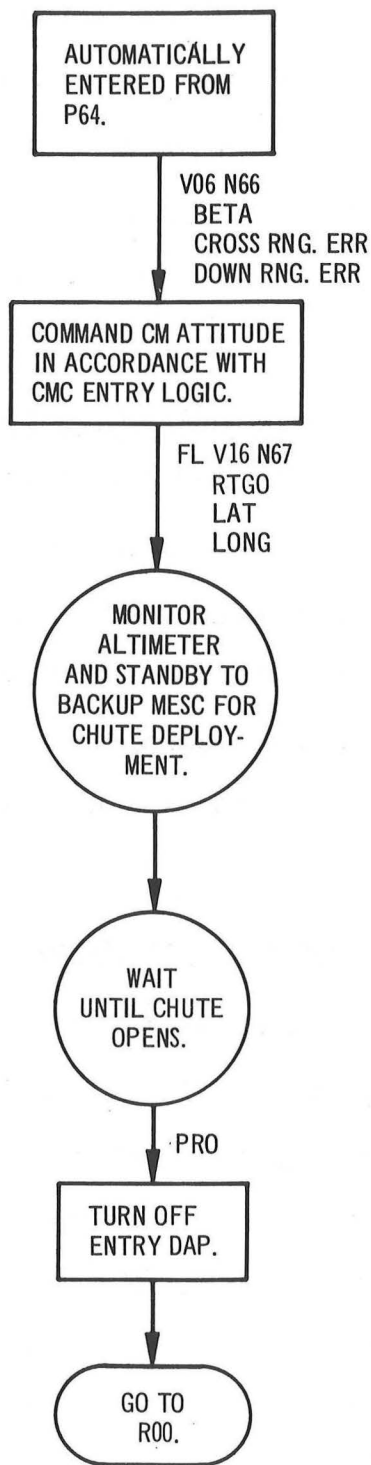 AUTOMATICALLY
ENTERED FROM
P64.
V06 N66
BETA
CROSS RNG. ERR
DOWN RNG. ERR
COMMAND CM ATTITUDE
IN ACCORDANCE WITH
CMC ENTRY LOGIC.
FL V16 N67
RTGO
LAT
LONG
MONITOR
ALTIMETER
AND STANDBY TO
BACKUP MESC FOR
CHUTE DEPLOY-
MENT.
WAIT
UNTIL CHUTE
OPENS.
PRO
TURN OFF
ENTRY DAP.
GO TO
R00.